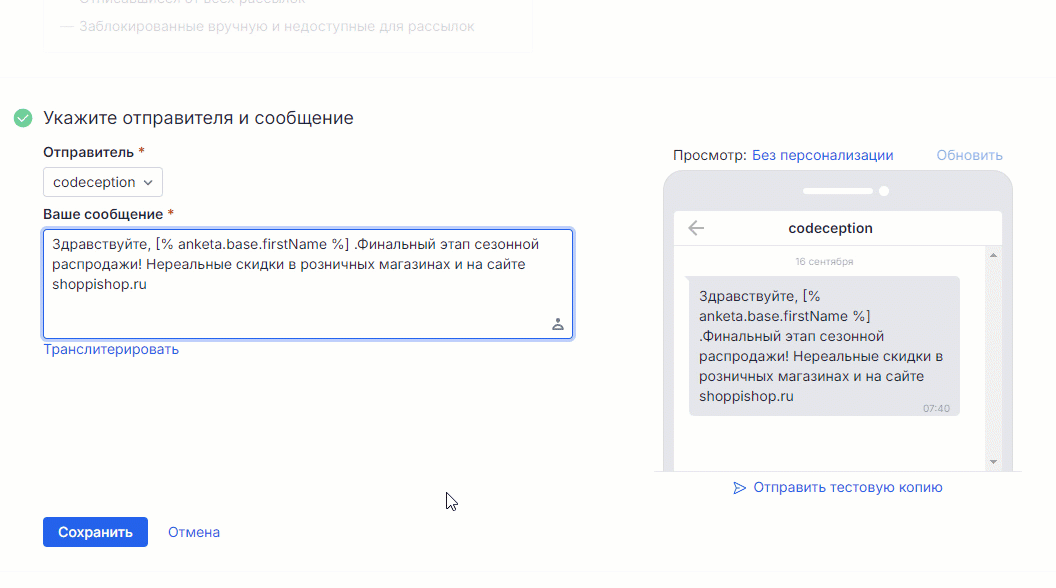 Отписавшиеся от всех рассылок
— Заблокированные вручную и недоступные для рассылок
Укажите отправителя и сообщение
Отправитель *
codeception
Ваше сообщение *
Здравствуйте, [% anketa.base.firstName %] .Финальный этап сезонной
распродажи! Нереальные скидки в розничных магазинах и на сайте
shoppishop.ru
Транслитерировать
Просмотр: Без персонализации Обновить
codeception
16 сентября
Здравствуйте, [%
anketa.base.firstName %]
.Финальный этап сезонной
распродажи! Нереальные скидки в
розничных магазинах и на сайте
shoppishop.ru
07:40
Отправить тестовую копию
Сохранить Отмена